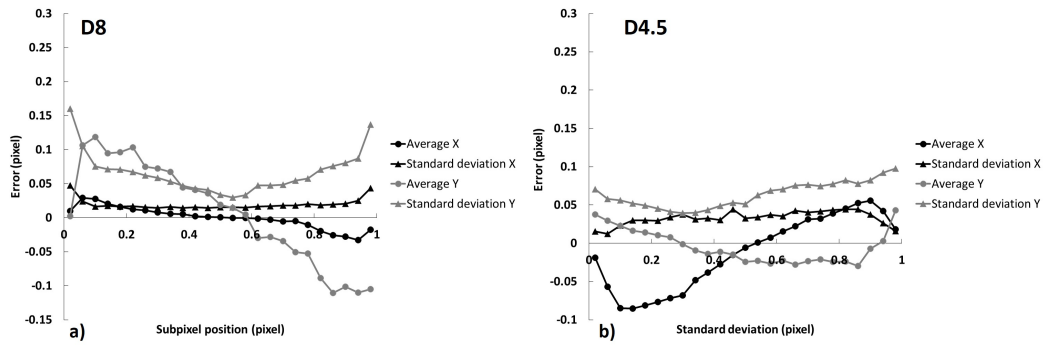 D8
0.3
0.25
0.2
0.15
0.1
0.05
0
-0.05
-0.1
-0.15
Error (pixel)
0 0.2 0.4 0.6 0.8 1
Subpixel position (pixel)
a)
Average X
Standard deviation X
Average Y
Standard deviation Y
D4.5
0.3
0.25
0.2
0.15
0.1
0.05
0
-0.05
-0.1
Error (pixel)
0 0.2 0.4 0.6 0.8 1
Standard deviation (pixel)
b)
Average X
Standard deviation X
Average Y
Standard deviation Y